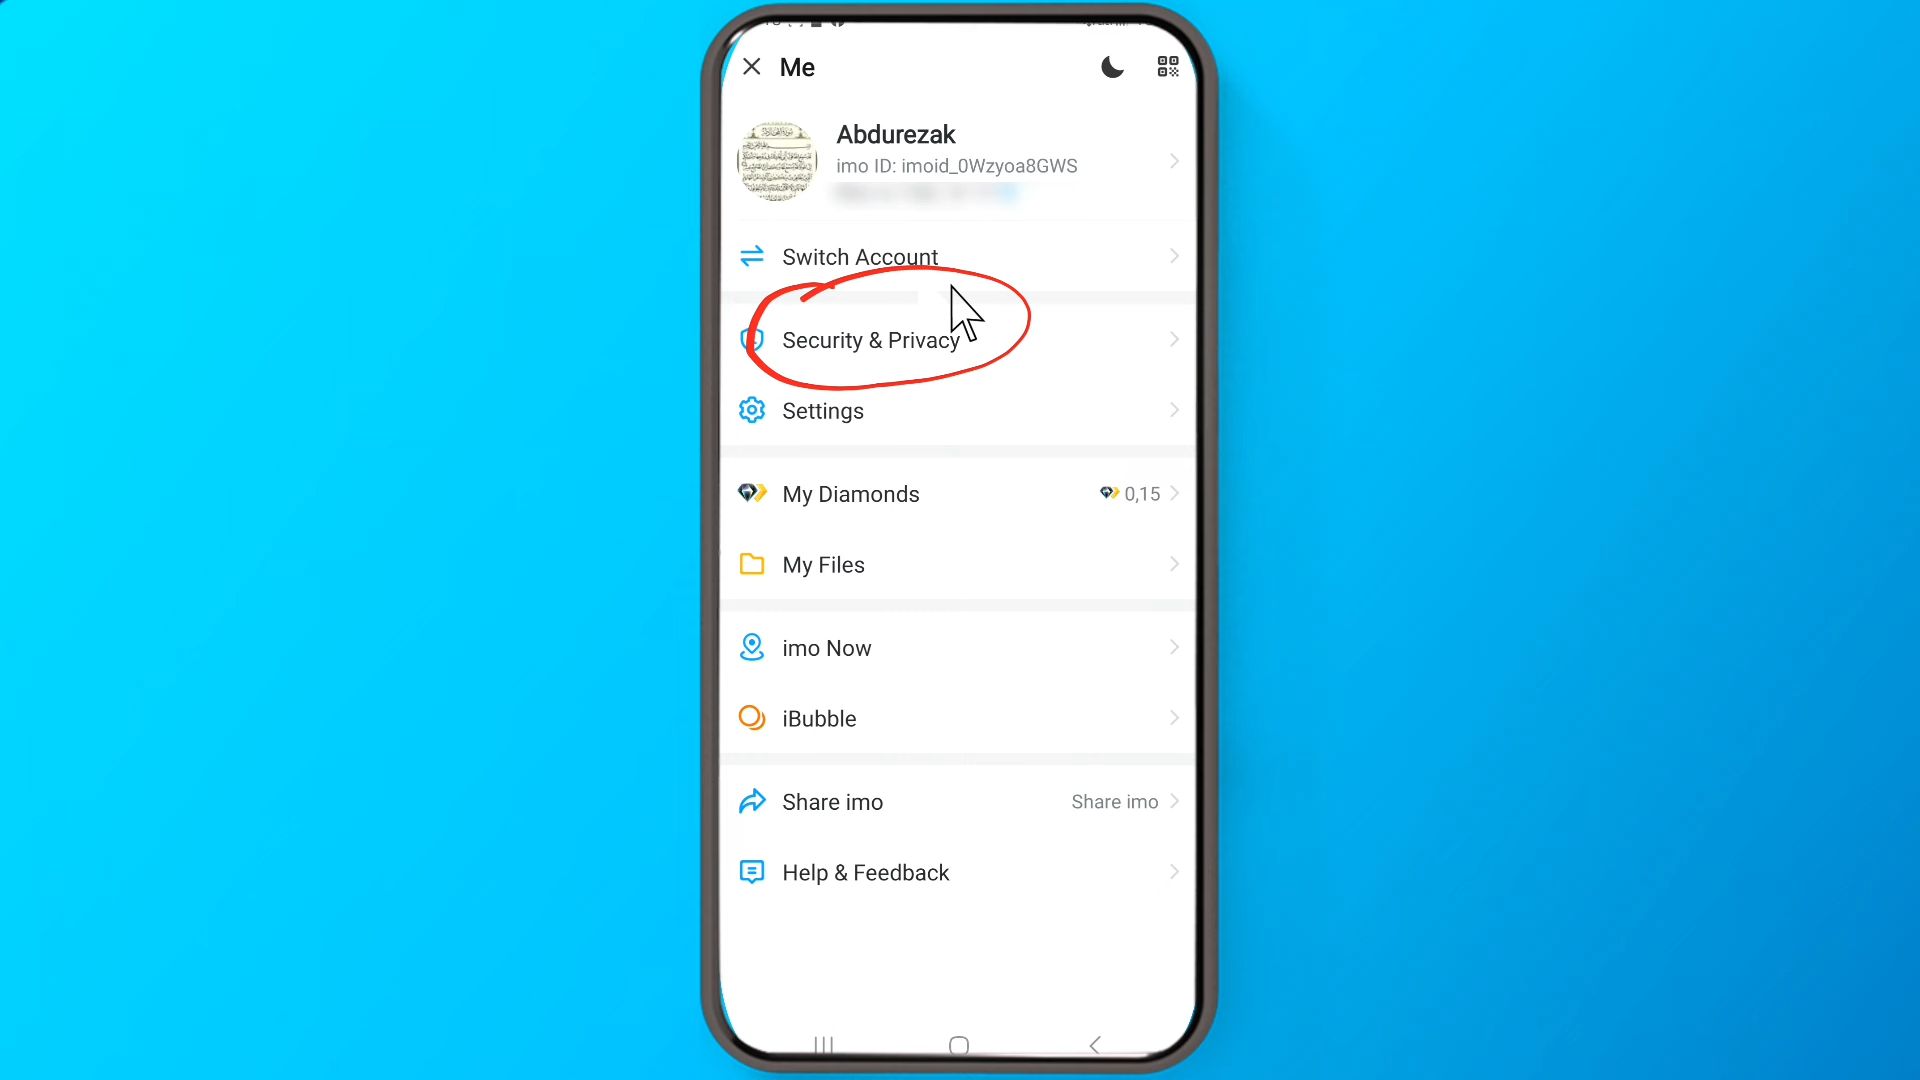 Me
Abdurezak
imo ID: imoid_0Wzyoa8GWS
Switch Account
Security & Privacy
Settings
My Diamonds 0,15
My Files
imo Now
iBubble
Share imo Share imo
Help & Feedback